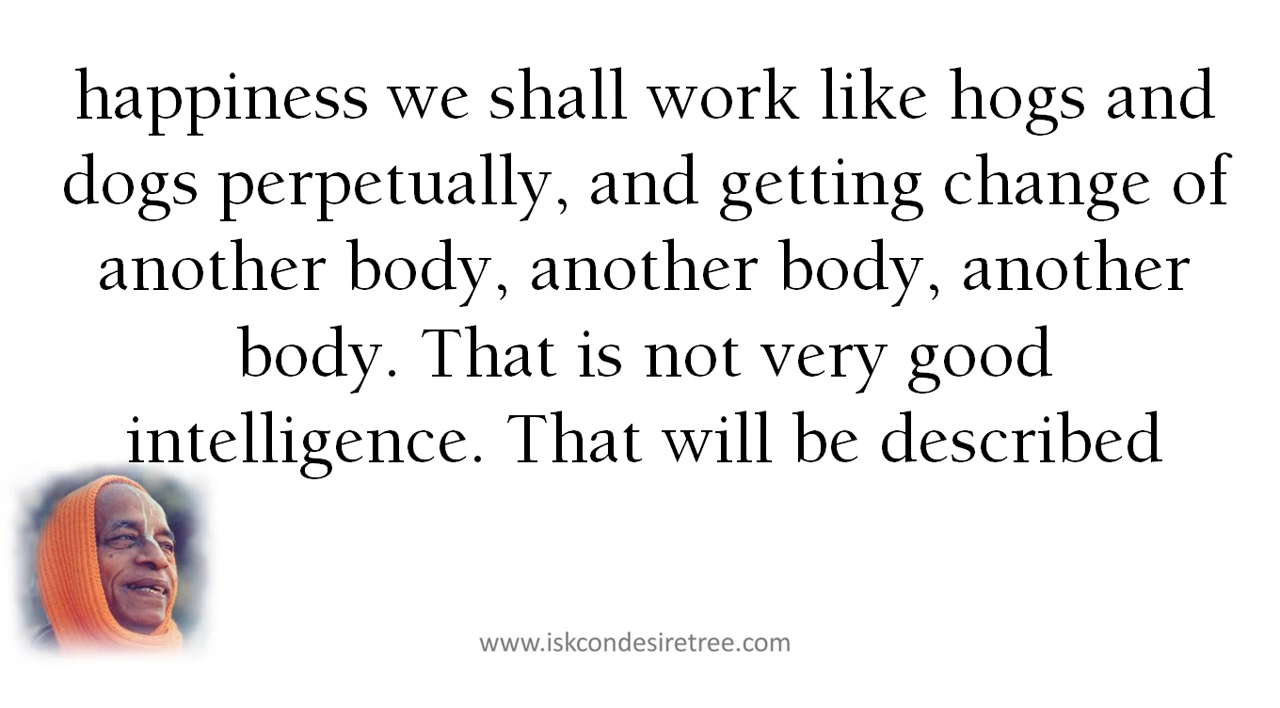 happiness we shall work like hogs and
dogs perpetually, and getting change of
another body, another body, another
body. That is not very good
intelligence. That will be described
www.iskcondesiretree.com